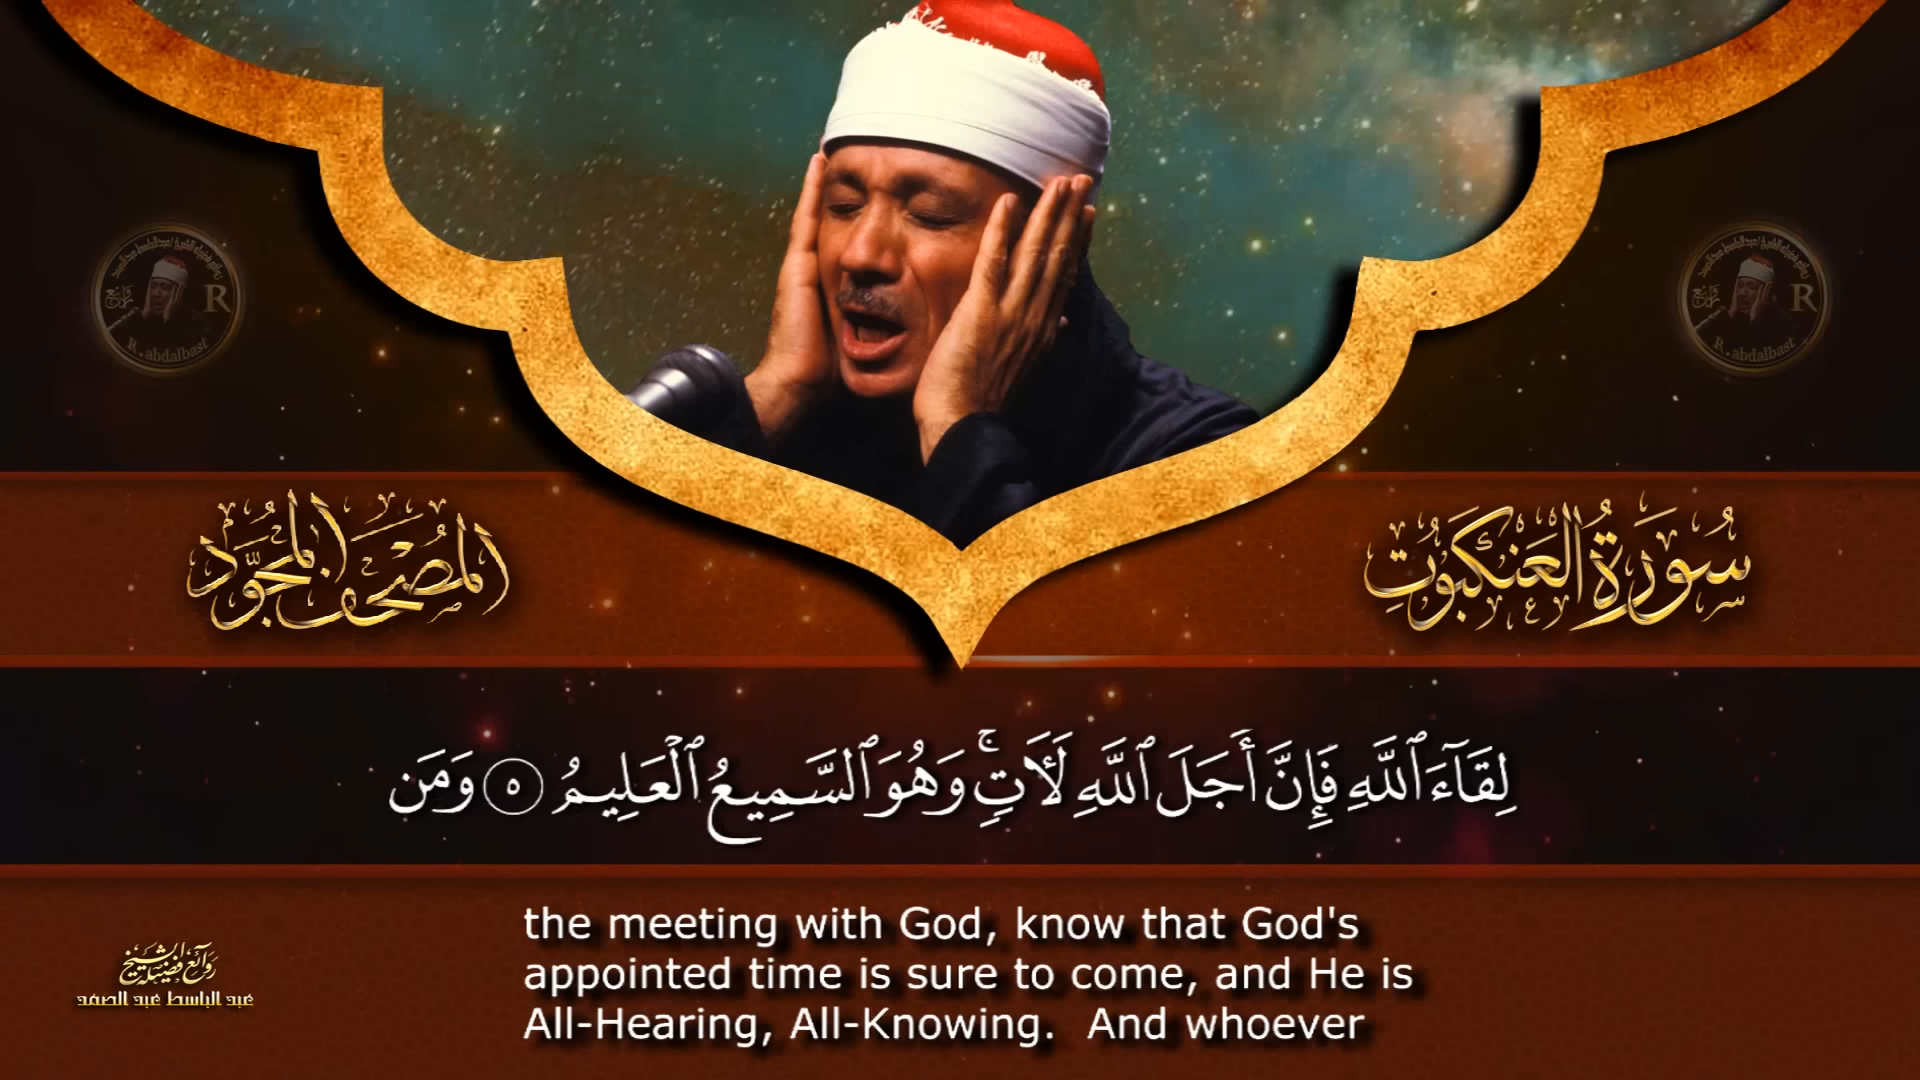 R
R.abdalbast
R
R.abdalbast
سُورَةُ العَنكَبُوتِ
المُصْحَفُ المُجَوَّد
لِقَآءَ ٱللَّهِ فَإِنَّ أَجَلَ ٱللَّهِ لَأٓتٖۚ وَهُوَ ٱلسَّمِيعُ ٱلۡعَلِيمُ ٥ وَمَن
the meeting with God, know that God's
appointed time is sure to come, and He is
All-Hearing, All-Knowing.  And whoever
روائع فضيلة الشيخ
عبد الباسط عبد الصمد